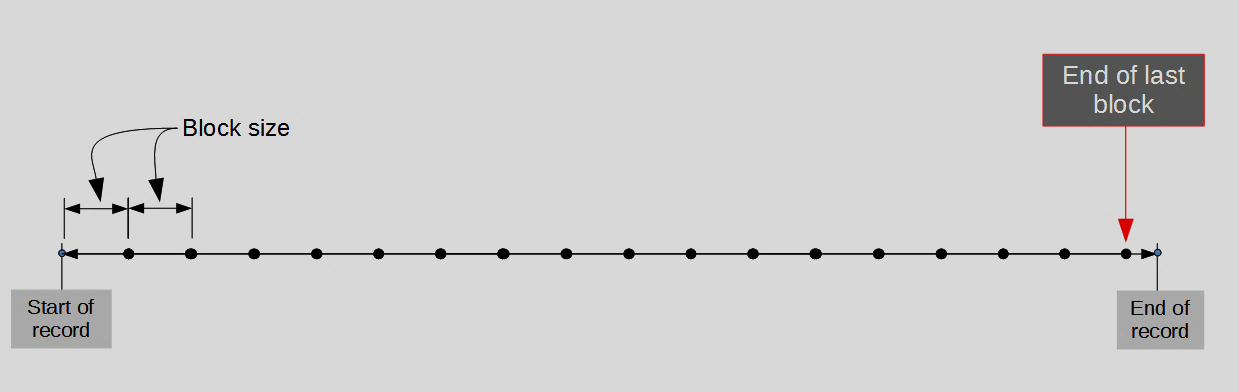 End of last
block
Block size
Start of
record
End of
record